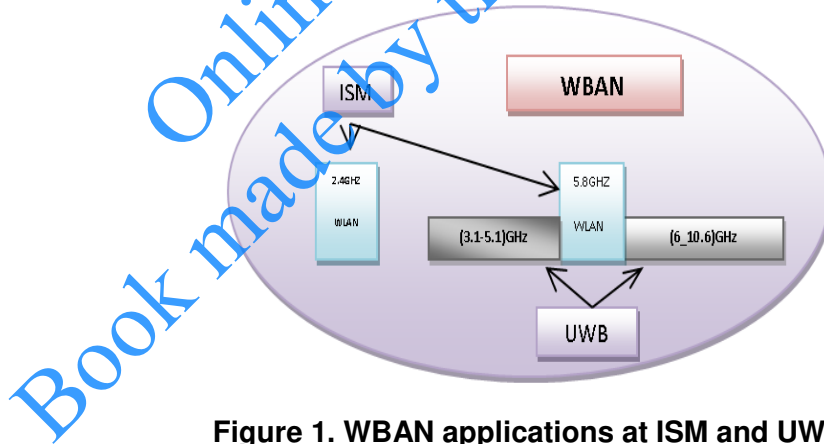 Onlin
Book made by t
ISM
WBAN
2.4GHZ
WLAN
5.8GHZ
WLAN
(3.1-5.1)GHz
(6_10.6)GHz
UWB
Figure 1. WBAN applications at ISM and UW